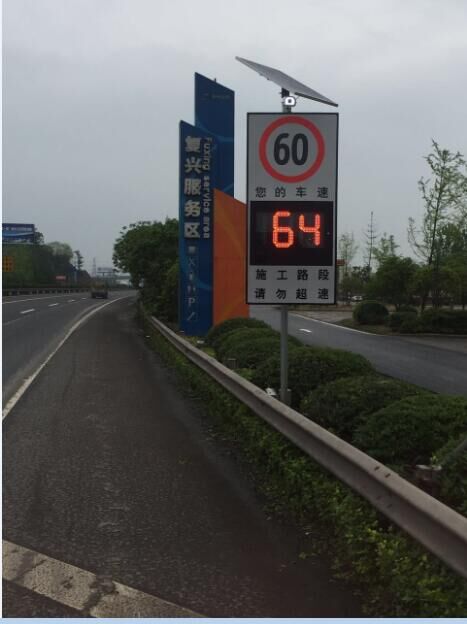 复兴服务区
Fuxing service area
P
60
您的车速
64
施工路段
请勿超速